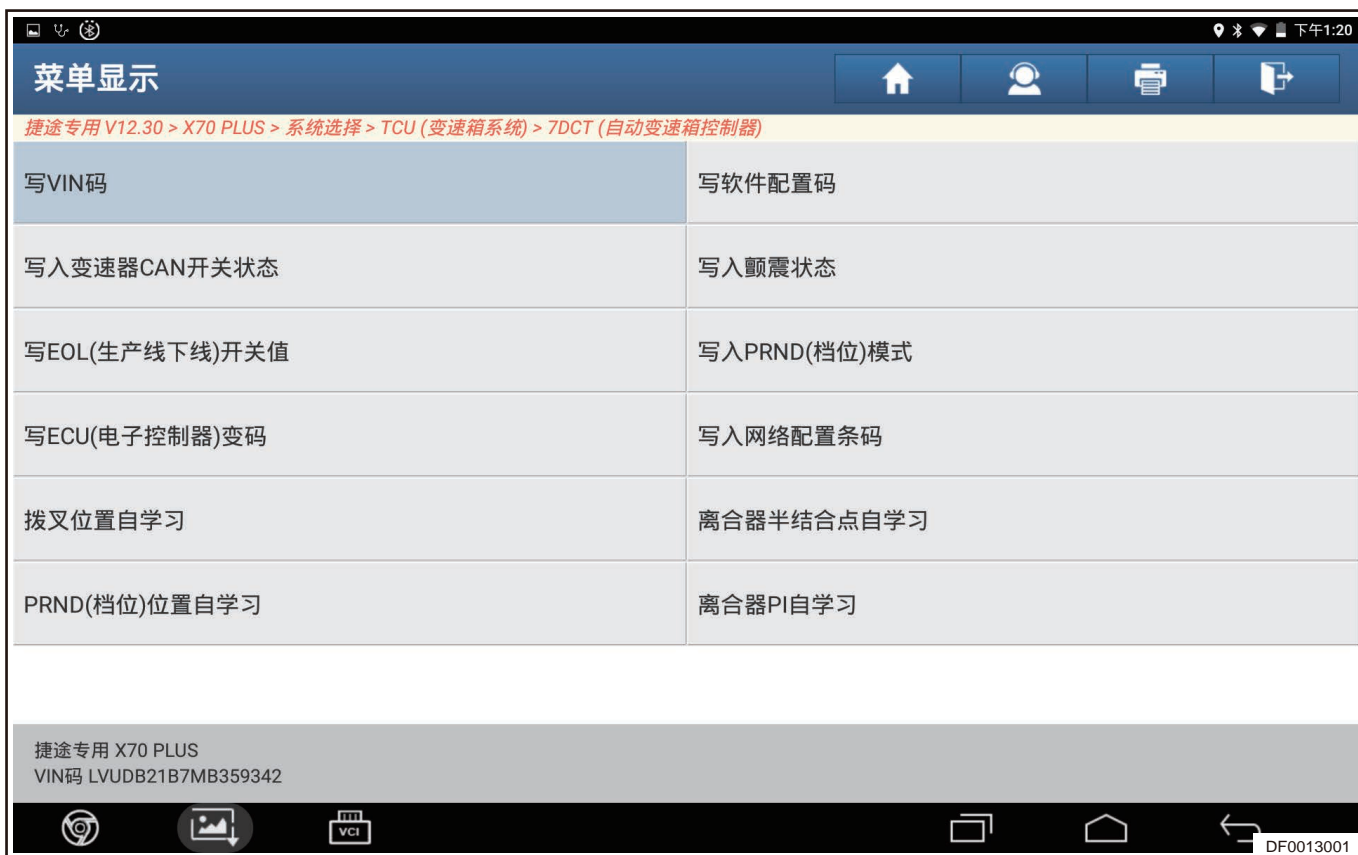 下午1:20
菜单显示
捷途专用 V12.30 > X70 PLUS > 系统选择 > TCU (变速箱系统) > 7DCT (自动变速箱控制器)
写VIN码
写软件配置码
写入变速器CAN开关状态
写入颤震状态
写EOL(生产线下线)开关值
写入PRND(档位)模式
写ECU(电子控制器)变码
写入网络配置条码
拨叉位置自学习
离合器半结合点自学习
PRND(档位)位置自学习
离合器PI自学习
捷途专用 X70 PLUS
VIN码 LVUDB21B7MB359342
VCI
DF0013001